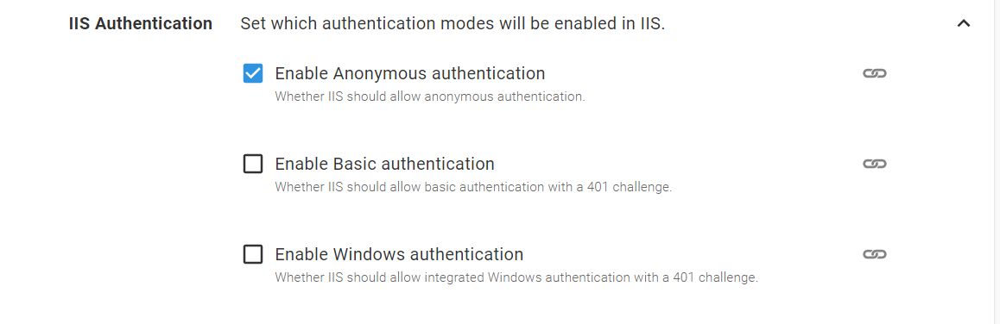 IIS Authentication Set which authentication modes will be enabled in IIS.
Enable Anonymous authentication
Whether IIS should allow anonymous authentication.
Enable Basic authentication
Whether IIS should allow basic authentication with a 401 challenge.
Enable Windows authentication
Whether IIS should allow integrated Windows authentication with a 401 challenge.